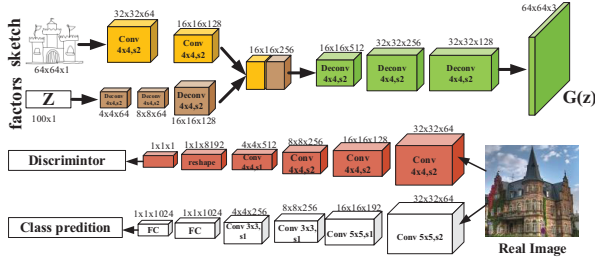 32x32x64
16x16x128
64x64x3
sketch
Conv
4x4,s2
Conv
4x4,s2
16x16x256
16x16x512
32x32x256
32x32x128
64x64x1
Deconv
4x4,s2
Deconv
4x4,s2
Deconv
4x4,s2
factors
Z
Deconv
4x4,s2
Deconv
4x4,s2
Deconv
4x4,s2
G(z)
100x1
4x4x64
8x8x64
16x16x128
Discrimintor
1x1x1
1x1x8192
4x4x512
8x8x256
16x16x128
32x32x64
reshape
Conv
4x4,s1
Conv
4x4,s2
Conv
4x4,s2
Conv
4x4,s2
Class predition
1x1x1024
1x1x1024
4x4x256
8x8x256
16x16x192
32x32x64
FC
FC
Conv 3x3,
s1
Conv 3x3,
s1
Conv 5x5,s1
Conv 5x5,s2
Real Image